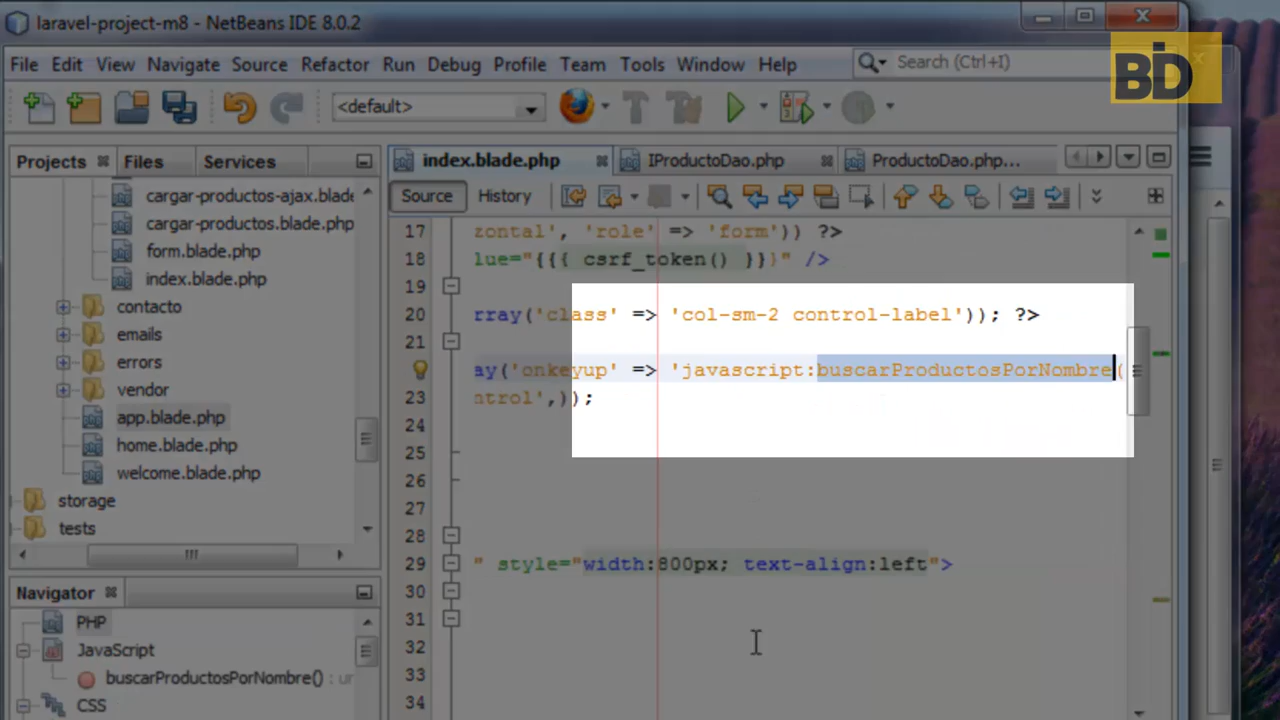 laravel-project-m8 - NetBeans IDE 8.0.2
BD
File Edit View Navigate Source Refactor Run Debug Profile Team Tools Window Help
Search (Ctrl+I)
<default>
Projects Files Services
index.blade.php IProductoDao.php ProductoDao.php...
Source History
cargar-productos-ajax.blade
cargar-productos.blade.php
form.blade.php
index.blade.php
contacto
emails
errors
vendor
app.blade.php
home.blade.php
welcome.blade.php
storage
tests
17 zontal', 'role' => 'form')) ?>
18 lue="{{{ csrf_token() }}}" />
19
20 rray('class' => 'col-sm-2 control-label')); ?>
21
ay('onkeyup' => 'javascript:buscarProductosPorNombre(
23 ntrol',));
24
25
26
27
28
29 " style="width:800px; text-align:left">
30
31
32
33
34
Navigator
PHP
JavaScript
buscarProductosPorNombre() : ur
CSS